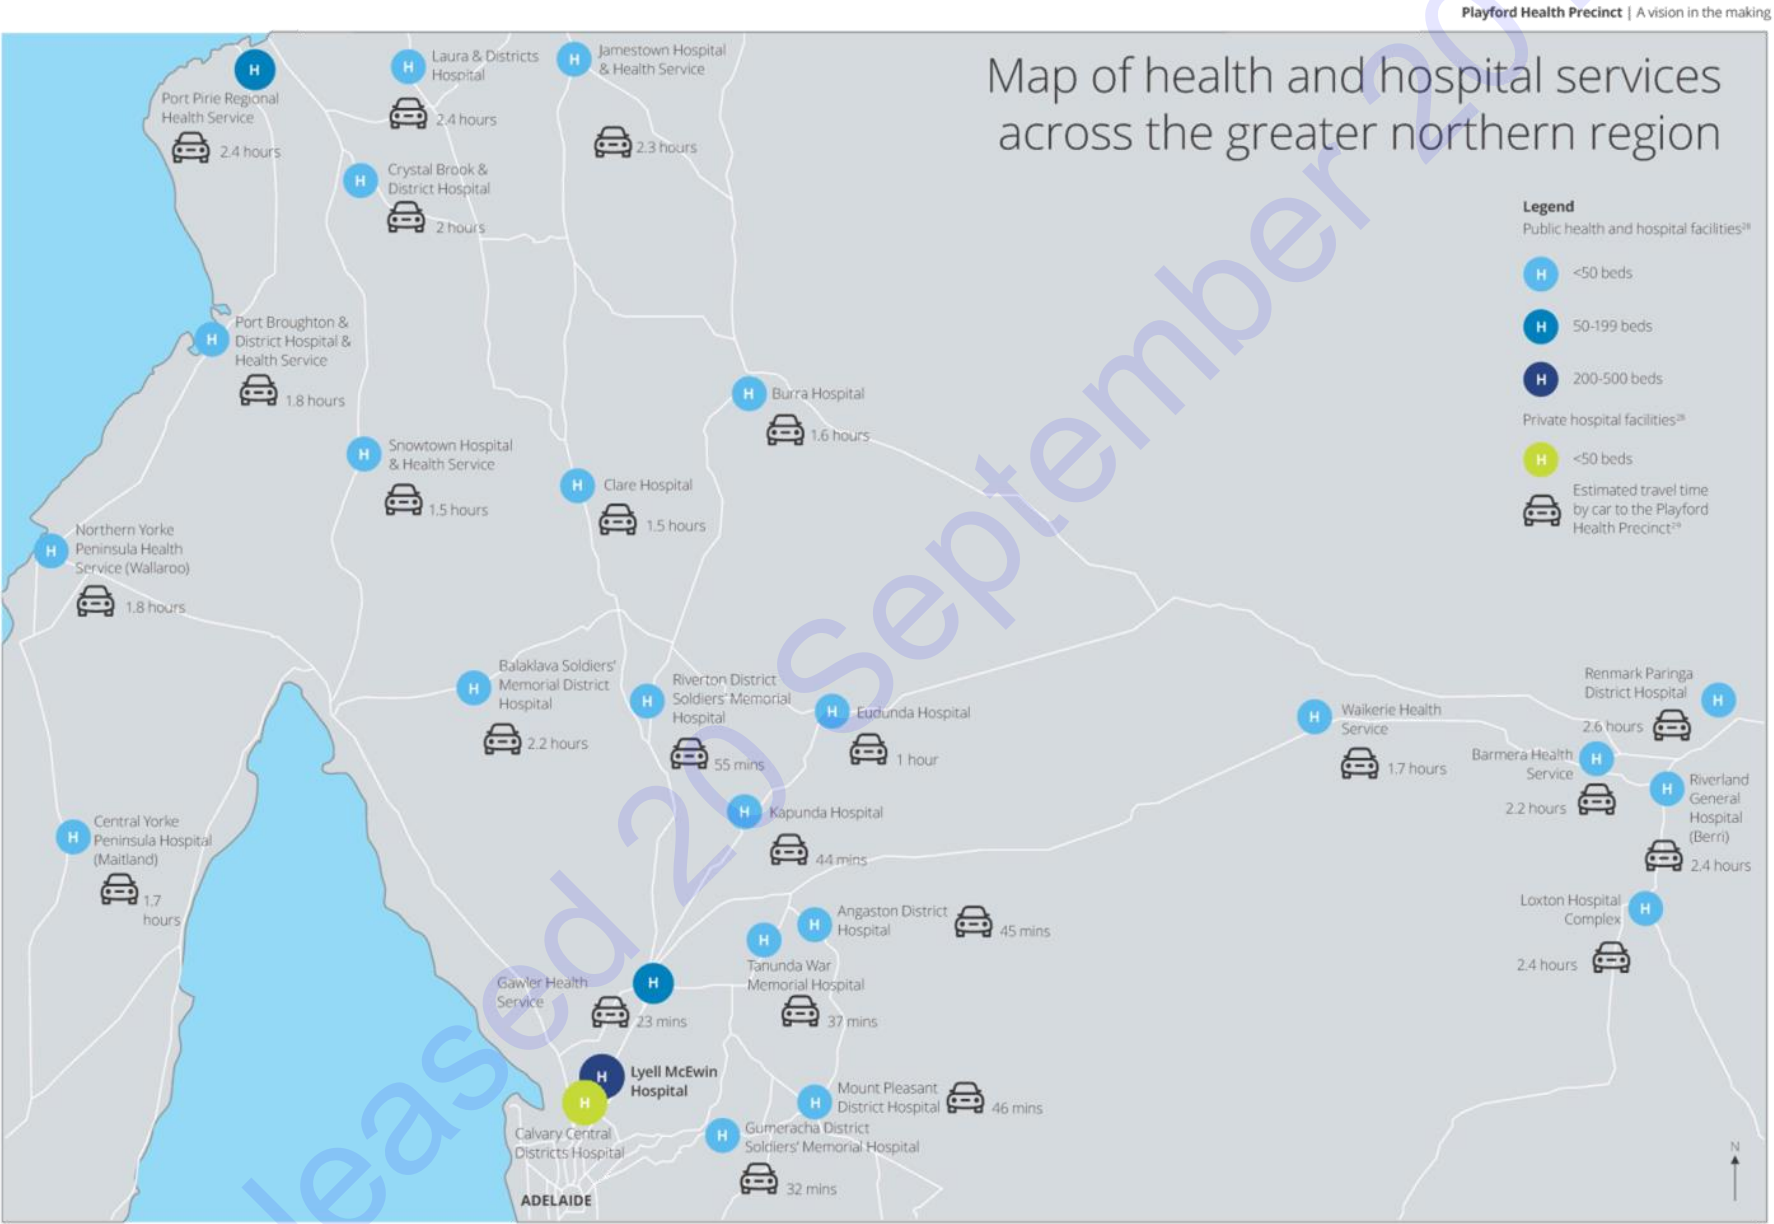 Playford Health Precinct | A vision in the making
Map of health and hospital services
across the greater northern region
H
Port Pirie Regional
Health Service
2.4 hours
H
Laura & Districts
Hospital
2.4 hours
H
Jamestown Hospital
& Health Service
2.3 hours
H
Crystal Brook &
District Hospital
2 hours
Legend
Public health and hospital facilities²⁸
H
<50 beds
H
50-199 beds
H
200-500 beds
Private hospital facilities²⁸
H
<50 beds
Estimated travel time
by car to the Playford
Health Precinct²⁹
H
Port Broughton &
District Hospital &
Health Service
1.8 hours
H
Burra Hospital
1.6 hours
H
Snowtown Hospital
& Health Service
1.5 hours
H
Clare Hospital
1.5 hours
H
Northern Yorke
Peninsula Health
Service (Wallaroo)
1.8 hours
H
Balaklava Soldiers'
Memorial District
Hospital
2.2 hours
H
Riverton District
Soldiers' Memorial
Hospital
55 mins
H
Eudunda Hospital
1 hour
H
Waikerie Health
Service
1.7 hours
Renmark Paringa
District Hospital
H
2.6 hours
Barmera Health
Service
H
2.2 hours
H
Riverland
General
Hospital
(Berri)
2.4 hours
H
Central Yorke
Peninsula Hospital
(Maitland)
1.7
hours
H
Kapunda Hospital
44 mins
Loxton Hospital
Complex
H
2.4 hours
H
Angaston District
Hospital
45 mins
H
Tanunda War
Memorial Hospital
37 mins
Gawler Health
Service
H
23 mins
H
Lyell McEwin
Hospital
H
Calvary Central
Districts Hospital
H
Mount Pleasant
District Hospital
46 mins
H
Gumeracha District
Soldiers' Memorial Hospital
32 mins
ADELAIDE
N
eased 20 September 20